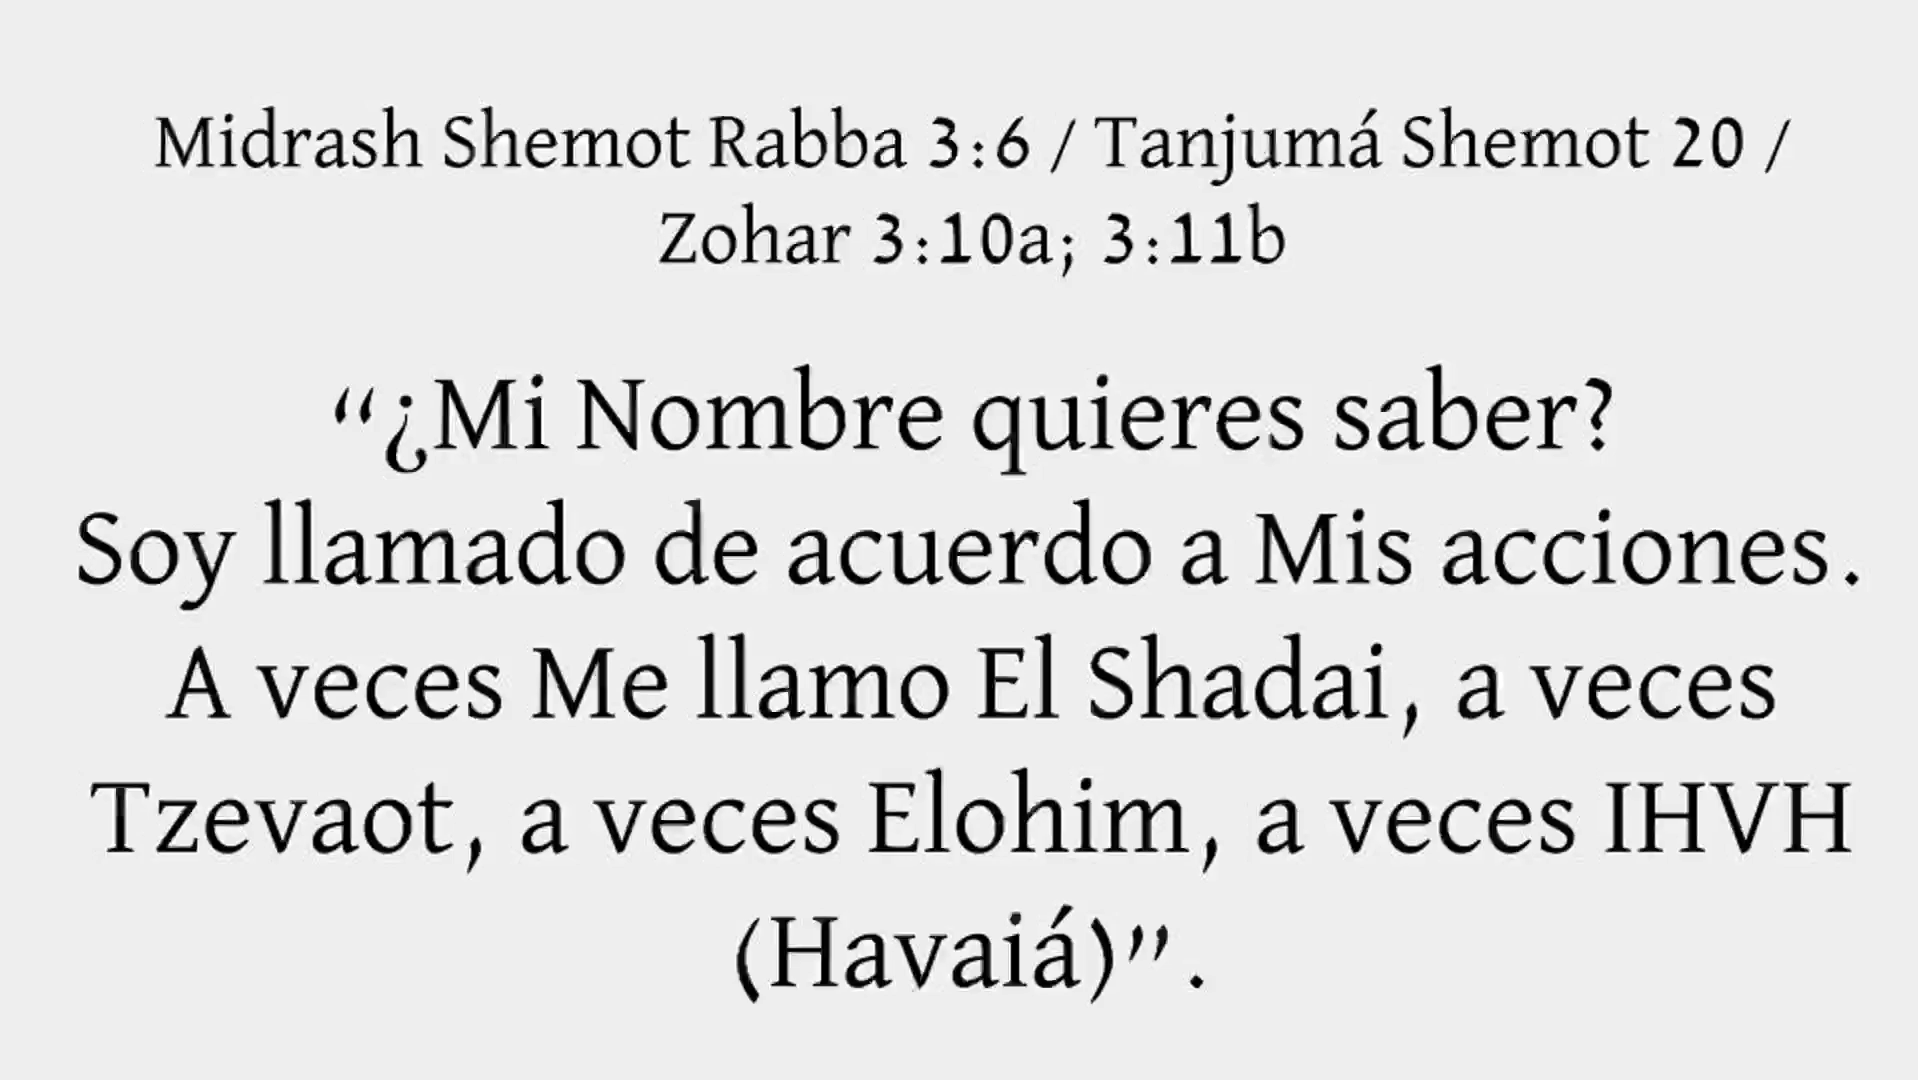 Midrash Shemot Rabba 3:6 / Tanjumá Shemot 20 /
Zohar 3:10a; 3:11b
“¿Mi Nombre quieres saber?
Soy llamado de acuerdo a Mis acciones.
A veces Me llamo El Shadai, a veces
Tzevaot, a veces Elohim, a veces IHVH
(Havaiá)”.